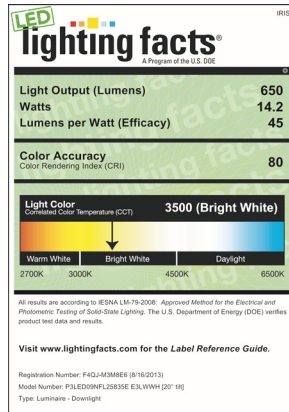 LED
IRIS
lighting facts®
A Program of the U.S. DOE
Light Output (Lumens) 650
Watts 14.2
Lumens per Watt (Efficacy) 45
Color Accuracy
Color Rendering Index (CRI) 80
Light Color
Correlated Color Temperature (CCT) 3500 (Bright White)
Warm White Bright White Daylight
2700K 3000K 4500K 6500K
All results are according to IESNA LM-79-2008: Approved Method for the Electrical and
Photometric Testing of Solid-State Lighting. The U.S. Department of Energy (DOE) verifies
product test data and results.
Visit www.lightingfacts.com for the Label Reference Guide.
Registration Number: F4QJ-M3M8E6 (8/16/2013)
Model Number: P3LED09NFL25835E E3LWWH [20° tilt]
Type: Luminaire - Downlight